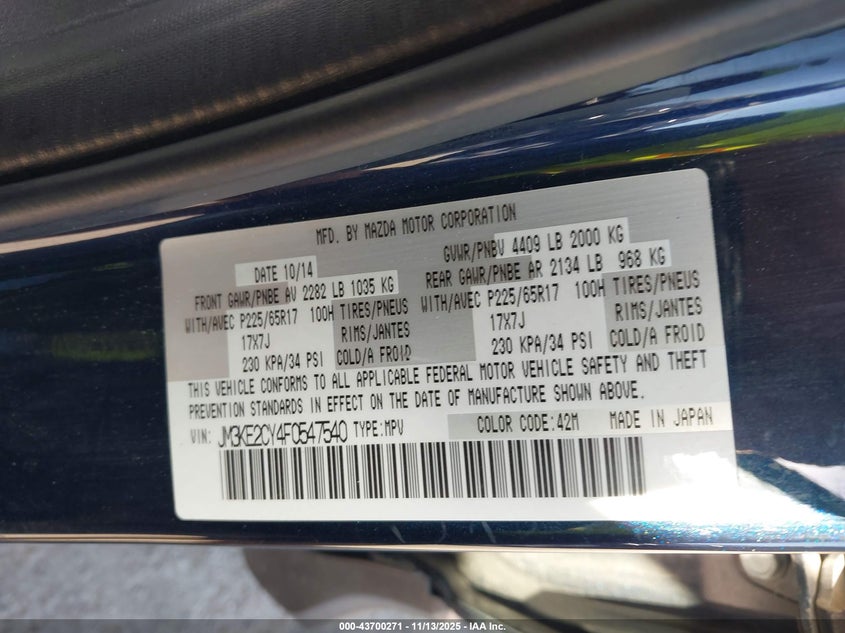 MFD. BY MAZDA MOTOR CORPORATION
DATE 10/14 GVWR/PNBV 4409 LB 2000 KG
FRONT GAWR/PNBE AV 2282 LB 1035 KG REAR GAWR/PNBE AR 2134 LB 968 KG
WITH/AVEC P225/65R17 100H TIRES/PNEUS WITH/AVEC P225/65R17 100H TIRES/PNEUS
17X7J RIMS/JANTES 17X7J RIMS/JANTES
230 KPA/34 PSI COLD/A FROID 230 KPA/34 PSI COLD/A FROID
THIS VEHICLE CONFORMS TO ALL APPLICABLE FEDERAL MOTOR VEHICLE SAFETY AND THEFT
PREVENTION STANDARDS IN EFFECT ON THE DATE OF MANUFACTURE SHOWN ABOVE.
VIN: JM3KE2CY4F0547540 TYPE:MPV COLOR CODE:42M MADE IN JAPAN
000-43700271 - 11/13/2025 - IAA Inc.